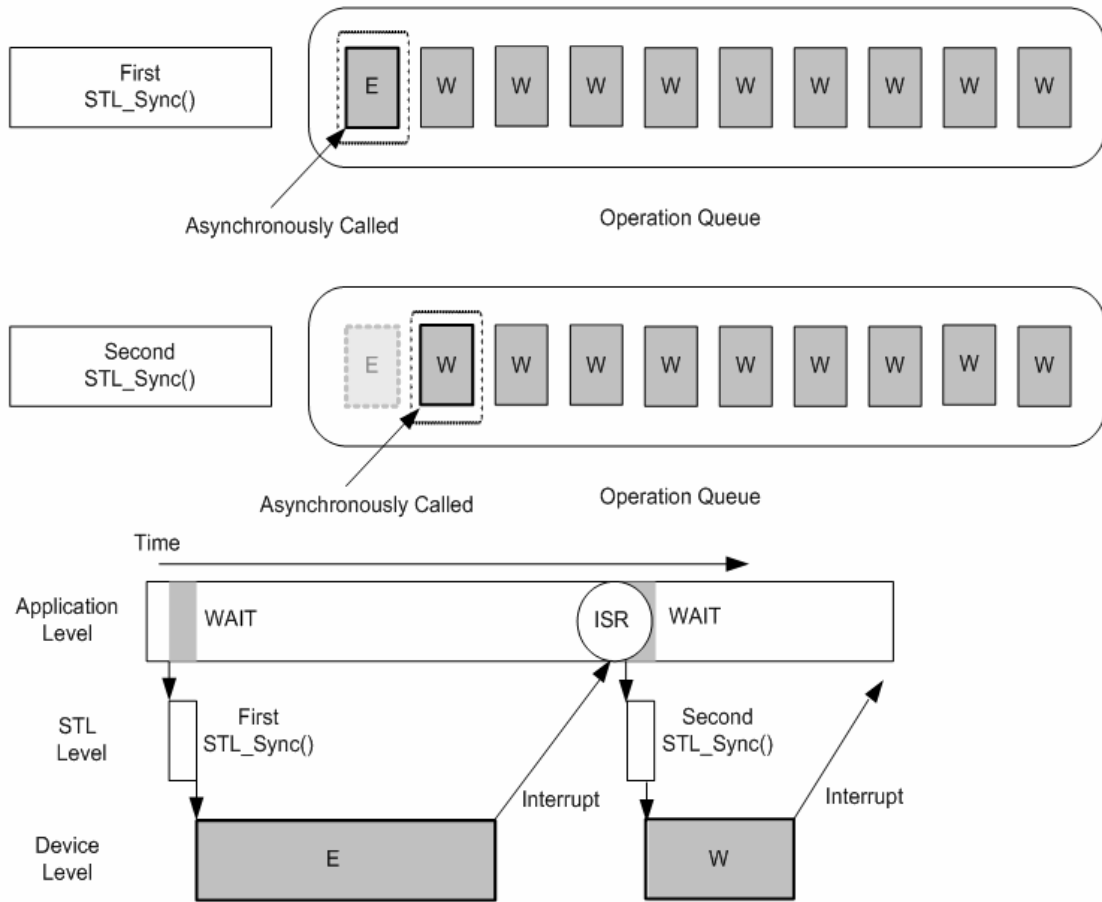 First
STL_Sync()
E W W W W W W W W W
Asynchronously Called
Operation Queue
Second
STL_Sync()
E W W W W W W W W W
Asynchronously Called
Operation Queue
Time
Application
Level
WAIT
ISR
WAIT
STL
Level
First
STL_Sync()
Second
STL_Sync()
Interrupt
Interrupt
Device
Level
E
W